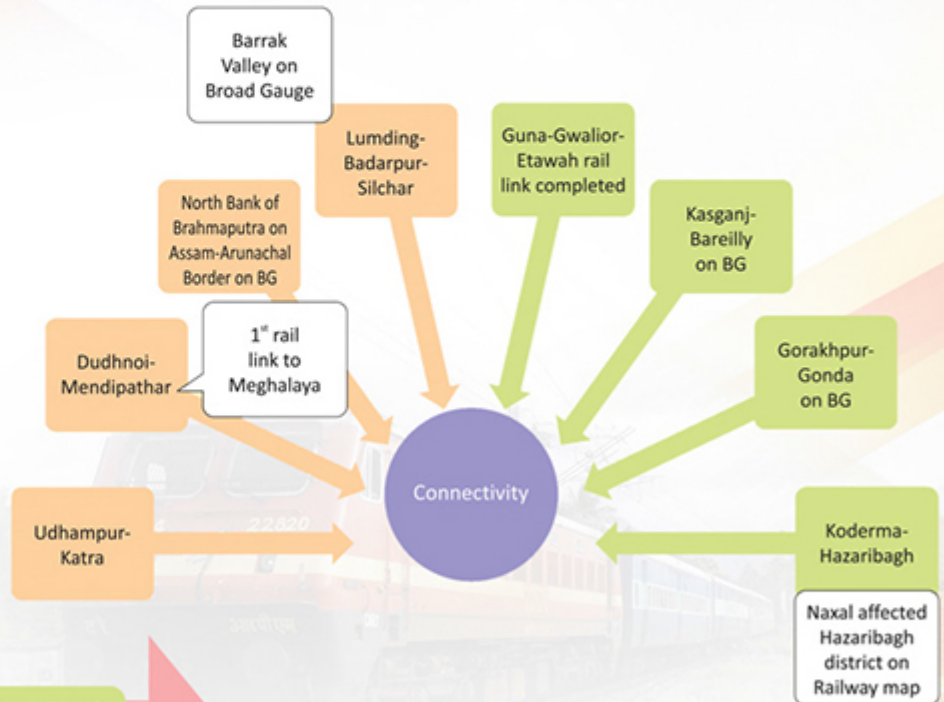 Barrak
Valley on
Broad Gauge
Lumding-
Badarpur-
Silchar
Guna-Gwalior-
Etawah rail
link completed
North Bank of
Brahmaputra on
Assam-Arunachal
Border on BG
Kasganj-
Bareilly
on BG
Dudhnoi-
Mendipathar
1st rail
link to
Meghalaya
Gorakhpur-
Gonda
on BG
Connectivity
Udhampur-
Katra
22820
Koderma-
Hazaribagh
Naxal affected
Hazaribagh
district on
Railway map